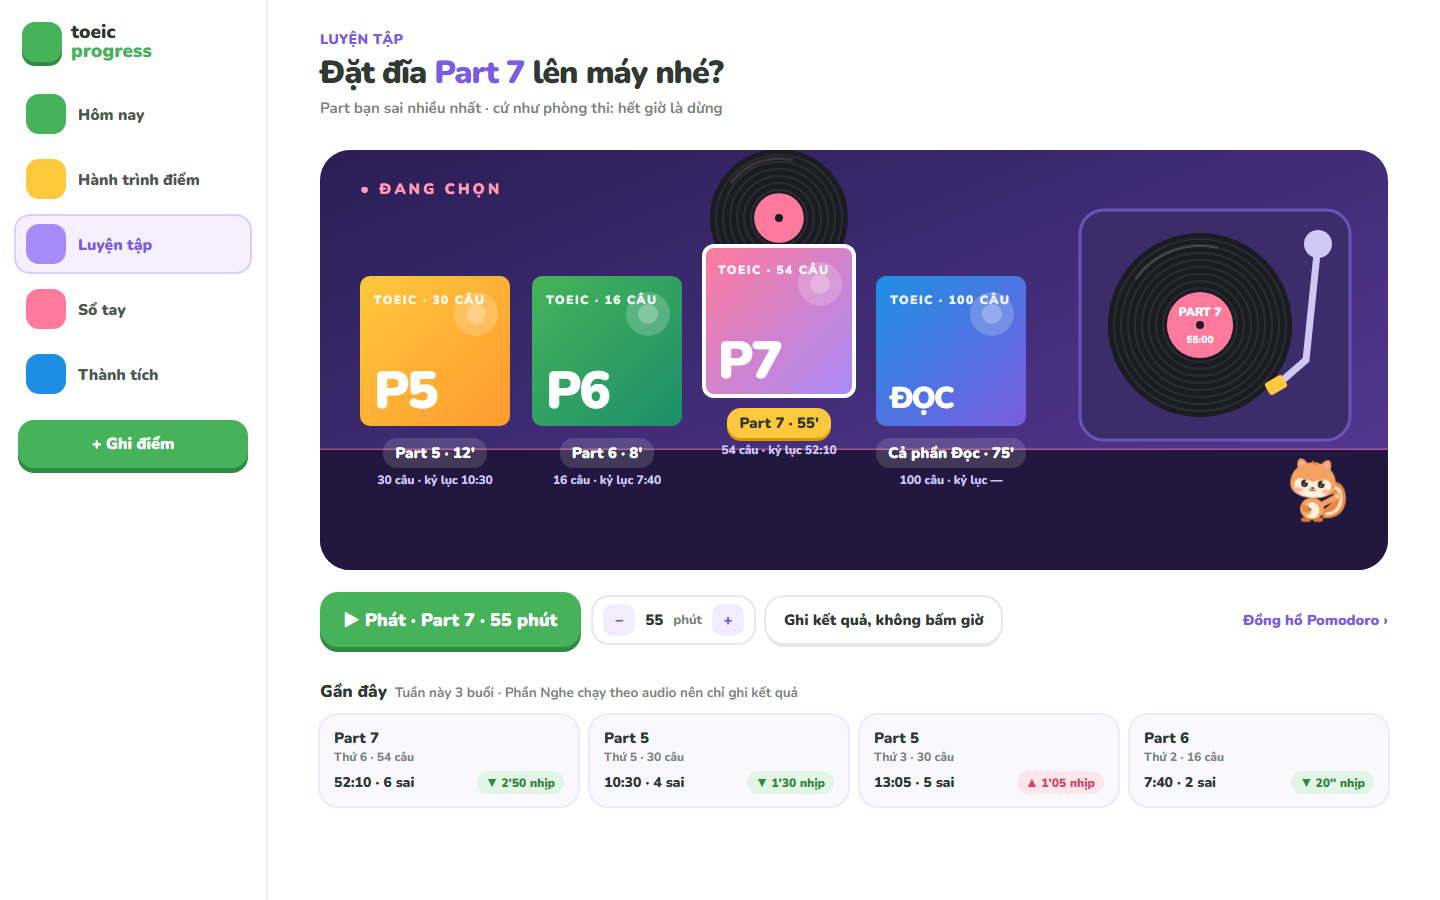 toeic
progress
Hôm nay
Hành trình điểm
Luyện tập
Sổ tay
Thành tích
+ Ghi điểm
LUYỆN TẬP
Đặt đĩa Part 7 lên máy nhé?
Part bạn sai nhiều nhất · cứ như phòng thi: hết giờ là dừng
• ĐANG CHỌN
TOEIC · 30 CÂU
P5
Part 5 · 12'
30 câu · kỷ lục 10:30
TOEIC · 16 CÂU
P6
Part 6 · 8'
16 câu · kỷ lục 7:40
TOEIC · 54 CÂU
P7
Part 7 · 55'
54 câu · kỷ lục 52:10
TOEIC · 100 CÂU
ĐỌC
Cả phần Đọc · 75'
100 câu · kỷ lục —
PART 7
55:00
▶ Phát · Part 7 · 55 phút
− 55 phút +
Ghi kết quả, không bấm giờ
Đồng hồ Pomodoro ›
Gần đây Tuần này 3 buổi · Phần Nghe chạy theo audio nên chỉ ghi kết quả
Part 7
Thứ 6 · 54 câu
52:10 · 6 sai ▼ 2'50 nhịp
Part 5
Thứ 5 · 30 câu
10:30 · 4 sai ▼ 1'30 nhịp
Part 5
Thứ 3 · 30 câu
13:05 · 5 sai ▲ 1'05 nhịp
Part 6
Thứ 2 · 16 câu
7:40 · 2 sai ▼ 20" nhịp